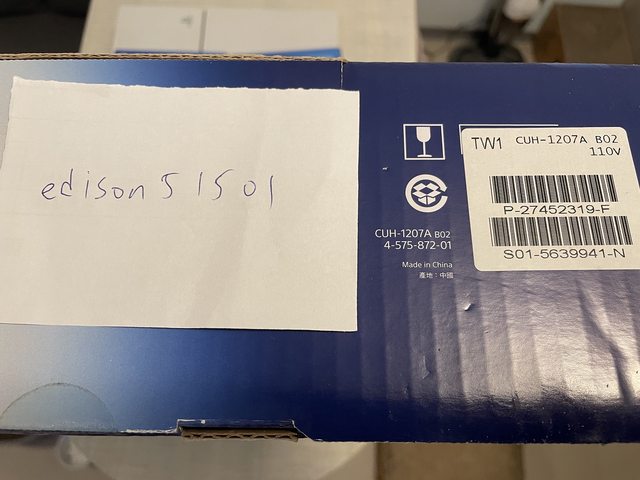 edison51501
TW1 CUH-1207A B02
110V
P-27452319-F
S01-5639941-N
CUH-1207A B02
4-575-872-01
Made in China
產地：中國